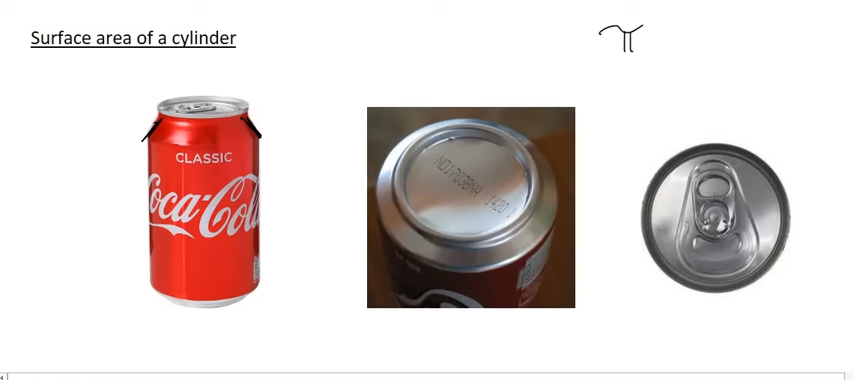 Surface area of a cylinder
π
CLASSIC
Coca-Cola